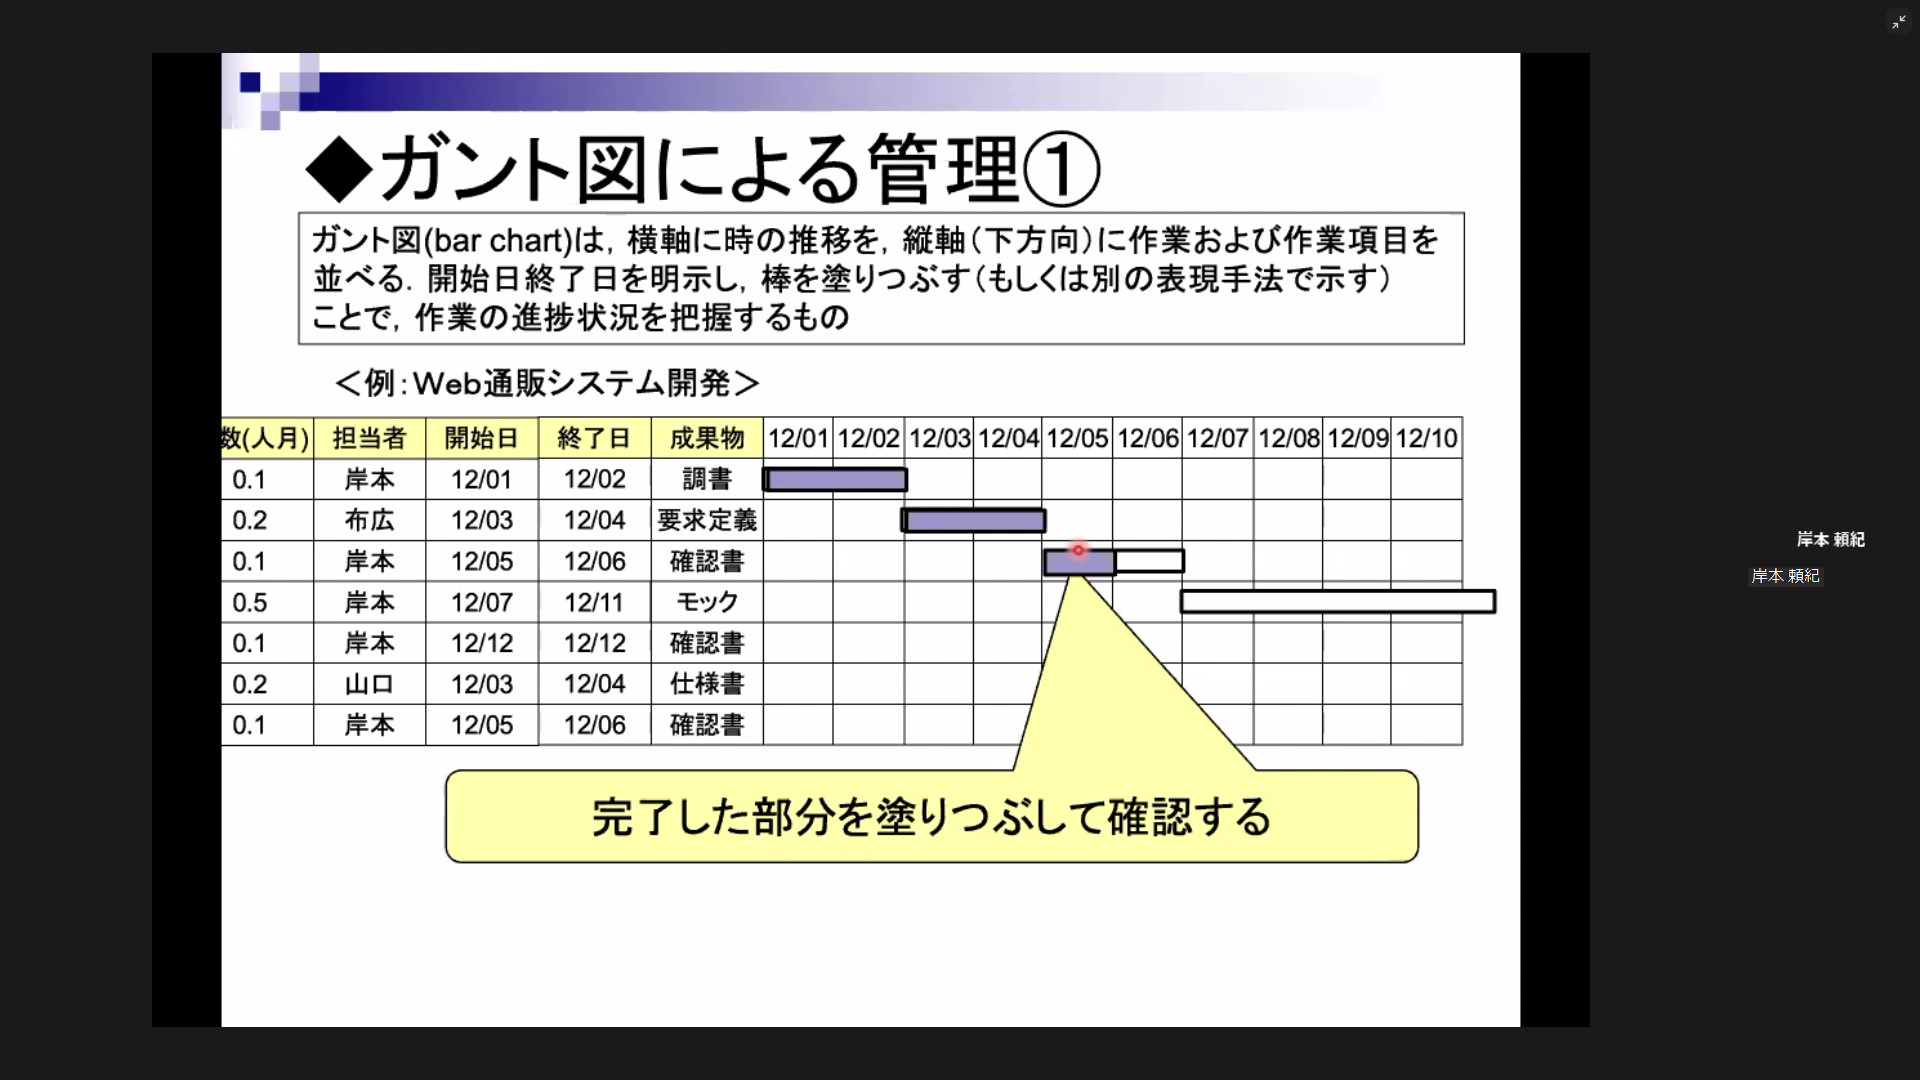 ◆ガント図による管理①
ガント図(bar chart)は，横軸に時の推移を，縦軸（下方向）に作業および作業項目を
並べる．開始日終了日を明示し，棒を塗りつぶす（もしくは別の表現手法で示す）
ことで，作業の進捗状況を把握するもの
＜例：Web通販システム開発＞
数(人月) 担当者 開始日 終了日 成果物 12/01 12/02 12/03 12/04 12/05 12/06 12/07 12/08 12/09 12/10
0.1 岸本 12/01 12/02 調書
0.2 布広 12/03 12/04 要求定義
0.1 岸本 12/05 12/06 確認書
0.5 岸本 12/07 12/11 モック
0.1 岸本 12/12 12/12 確認書
0.2 山口 12/03 12/04 仕様書
0.1 岸本 12/05 12/06 確認書
完了した部分を塗りつぶして確認する
岸本 頼紀
岸本 頼紀